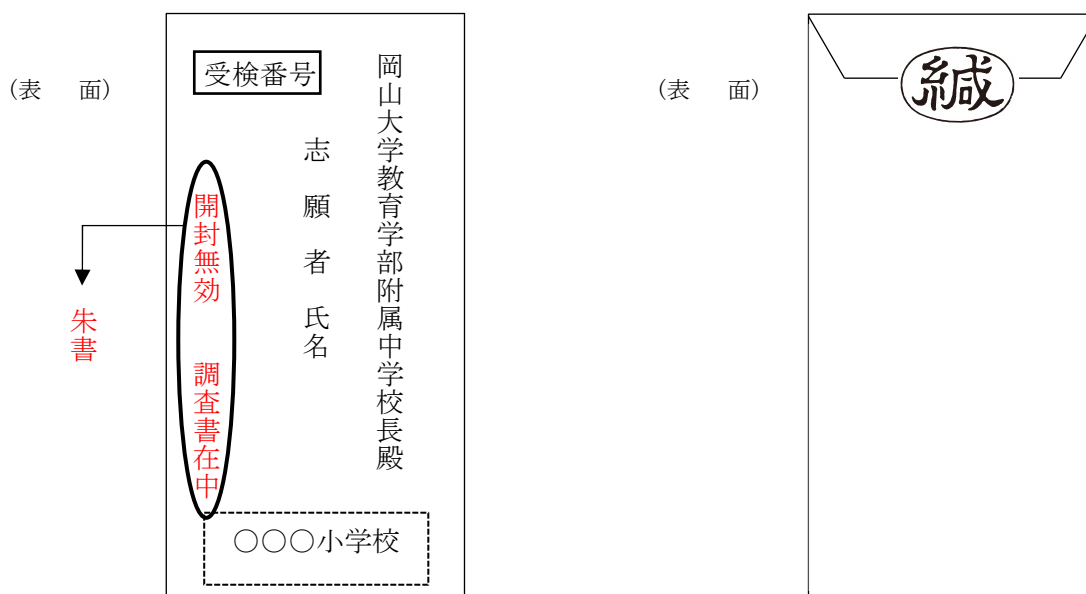 (表　面)
受検番号
岡山大学教育学部附属中学校長殿
志願者氏名
開封無効　調査書在中
朱書
○○○小学校
(表　面)
緘